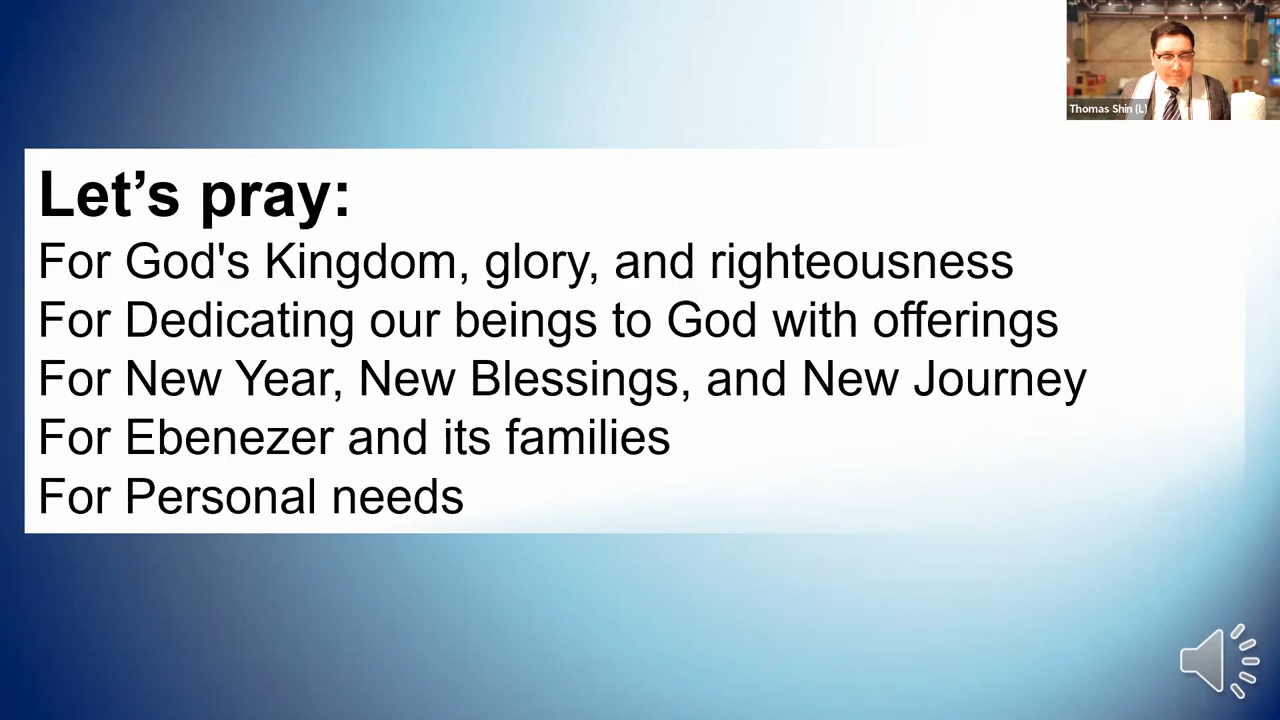 Thomas Shin (L)
Let’s pray:
For God's Kingdom, glory, and righteousness
For Dedicating our beings to God with offerings
For New Year, New Blessings, and New Journey
For Ebenezer and its families
For Personal needs